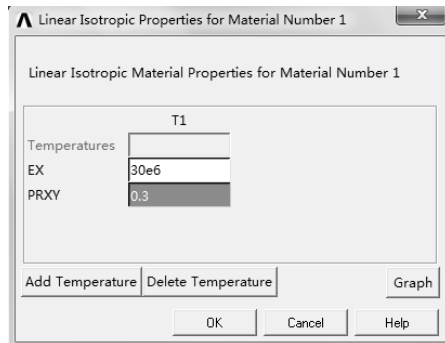 Linear Isotropic Properties for Material Number 1
Linear Isotropic Material Properties for Material Number 1
T1
Temperatures
EX 30e6
PRXY 0.3
Add Temperature Delete Temperature Graph
OK Cancel Help